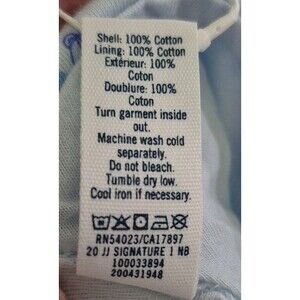 Shell: 100% Cotton
Lining: 100% Cotton
Extérieur: 100%
Coton
Doublure: 100%
Coton
Turn garment inside
out.
Machine wash cold
separately.
Do not bleach.
Tumble dry low.
Cool iron if necessary.
RN54023/CA17897
20 JJ SIGNATURE 1 NB
100033894
200431948